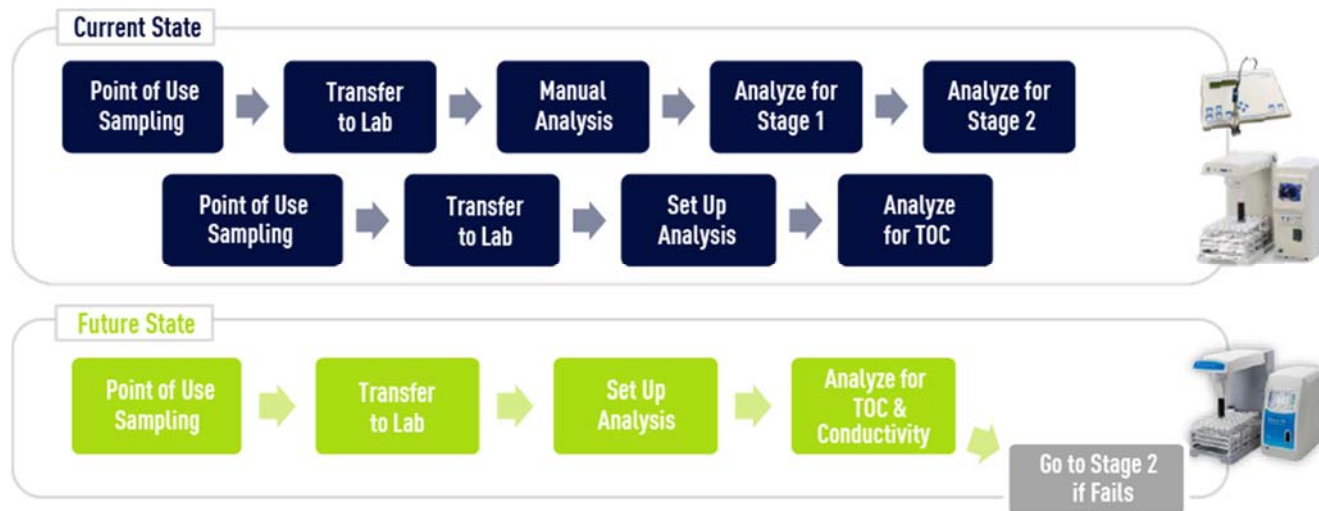 Current State
Point of Use
Sampling
Transfer
to Lab
Manual
Analysis
Analyze for
Stage 1
Analyze for
Stage 2
Point of Use
Sampling
Transfer
to Lab
Set Up
Analysis
Analyze
for TOC
Future State
Point of Use
Sampling
Transfer
to Lab
Set Up
Analysis
Analyze for
TOC &
Conductivity
Go to Stage 2
if Fails